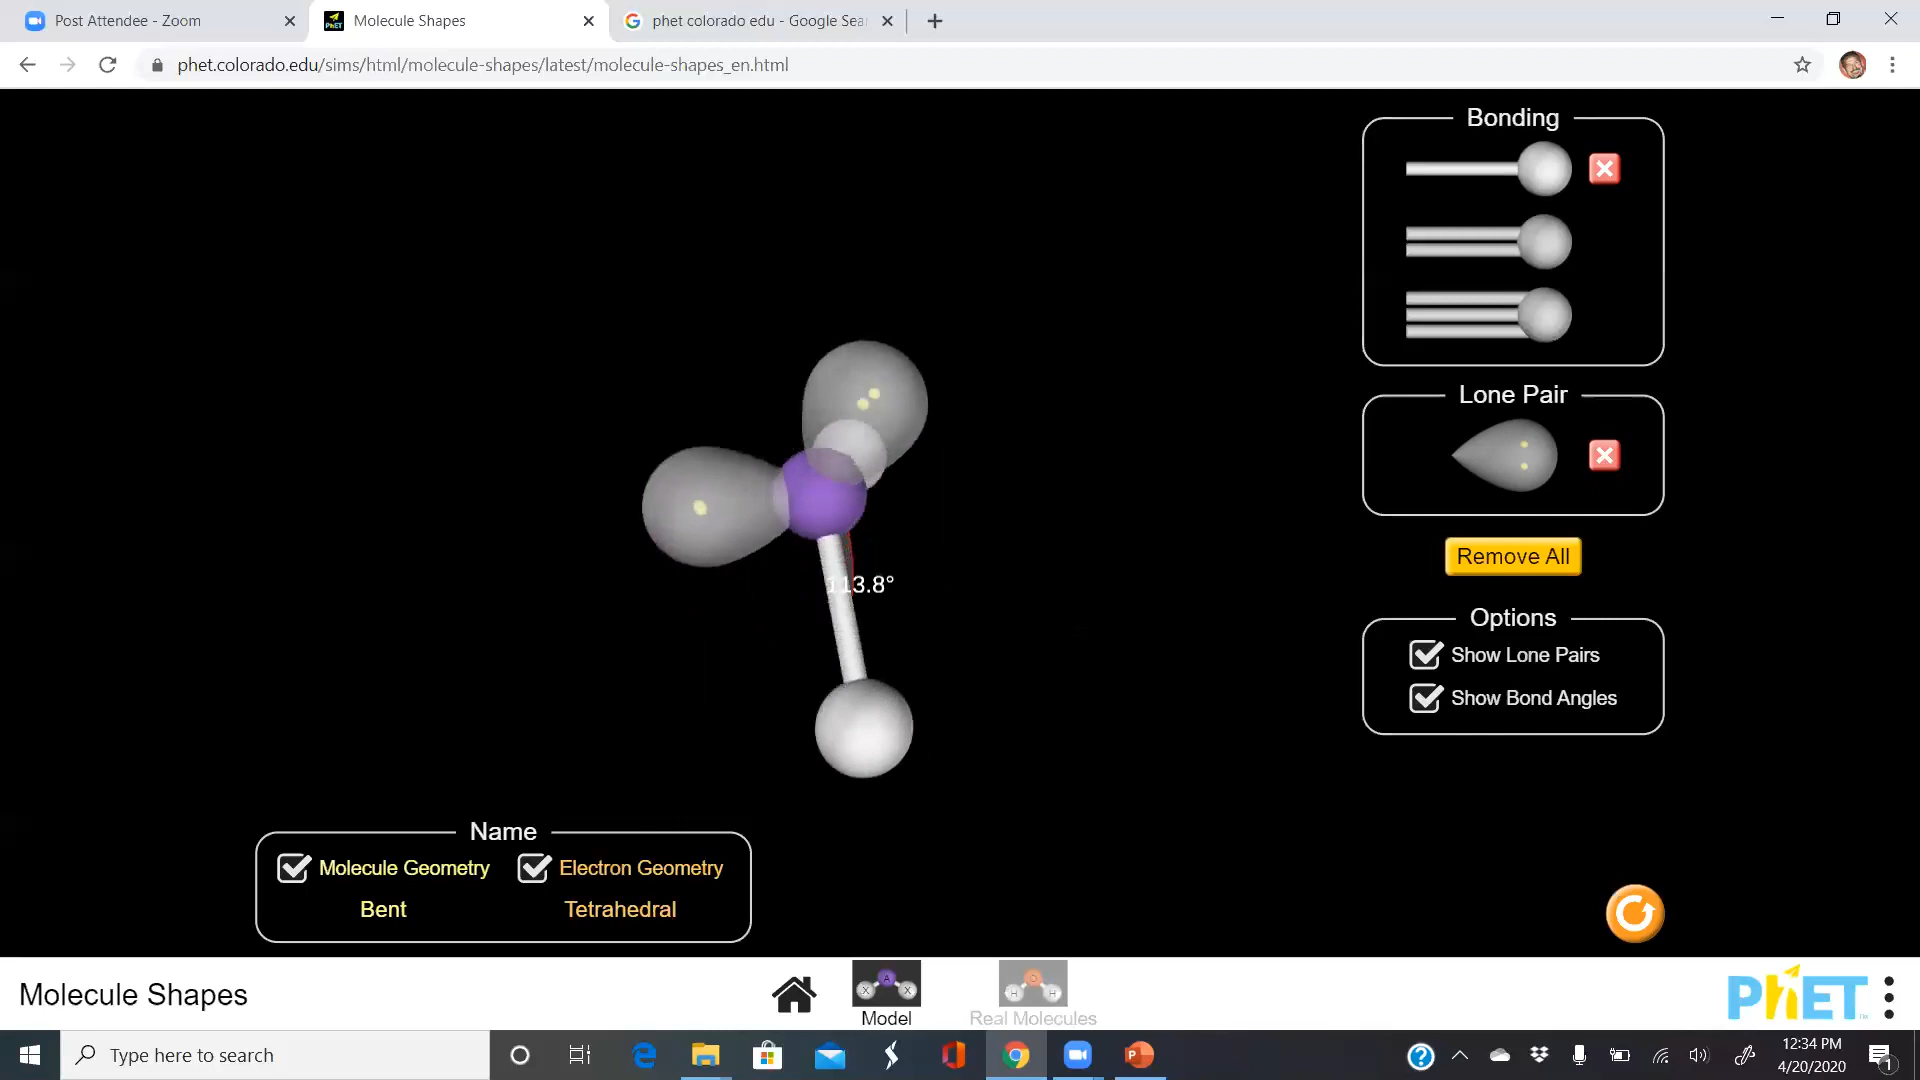 Post Attendee - Zoom
Molecule Shapes
phet colorado edu - Google Sea
phet.colorado.edu/sims/html/molecule-shapes/latest/molecule-shapes_en.html
Bonding
Lone Pair
Remove All
Options
Show Lone Pairs
Show Bond Angles
113.8°
Name
Molecule Geometry
Electron Geometry
Bent
Tetrahedral
Molecule Shapes
X A X
Model
H O H
Real Molecules
PhET
Type here to search
12:34 PM
4/20/2020
1